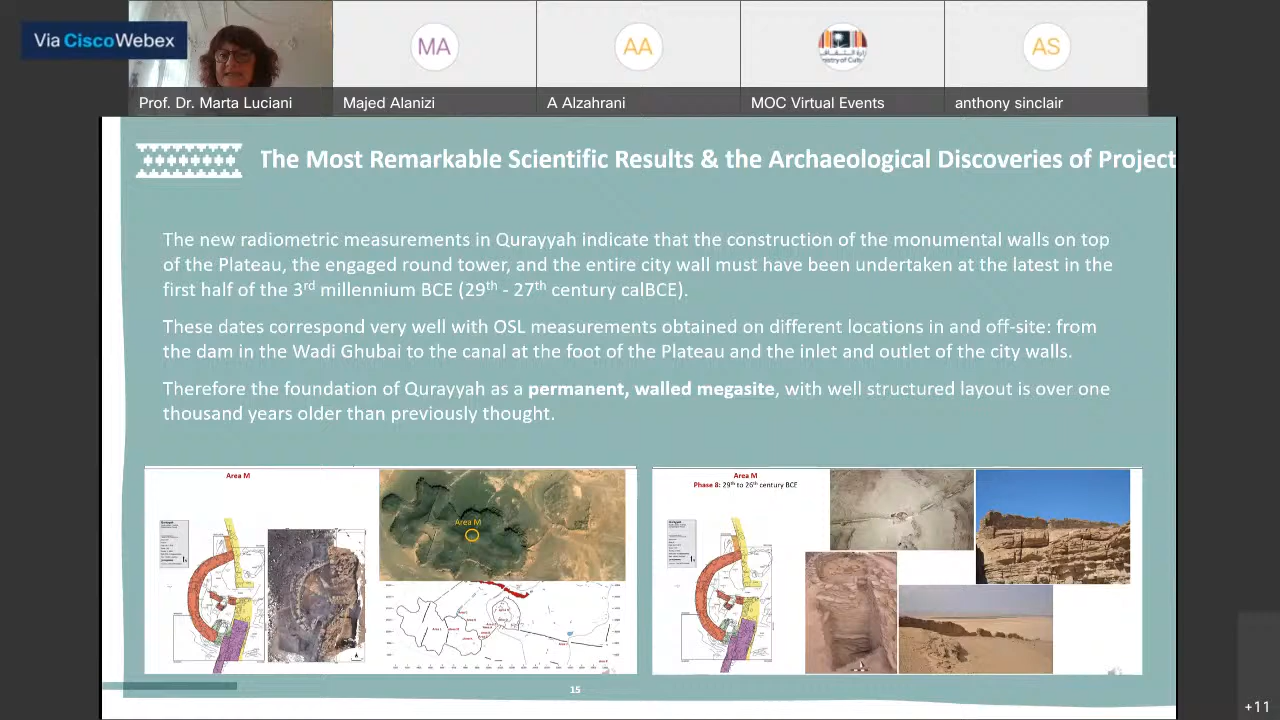 Via CiscoWebex
MA
AA
AS
Prof. Dr. Marta Luciani
Majed Alanizi
A Alzahrani
MOC Virtual Events
anthony sinclair
The Most Remarkable Scientific Results & the Archaeological Discoveries of Project
The new radiometric measurements in Qurayyah indicate that the construction of the monumental walls on top
of the Plateau, the engaged round tower, and the entire city wall must have been undertaken at the latest in the
first half of the 3rd millennium BCE (29th - 27th century calBCE).
These dates correspond very well with OSL measurements obtained on different locations in and off-site: from
the dam in the Wadi Ghubai to the canal at the foot of the Plateau and the inlet and outlet of the city walls.
Therefore the foundation of Qurayyah as a permanent, walled megasite, with well structured layout is over one
thousand years older than previously thought.
Area M
Area M
Area M
Phase 8: 29th to 26th century BCE
15
+11